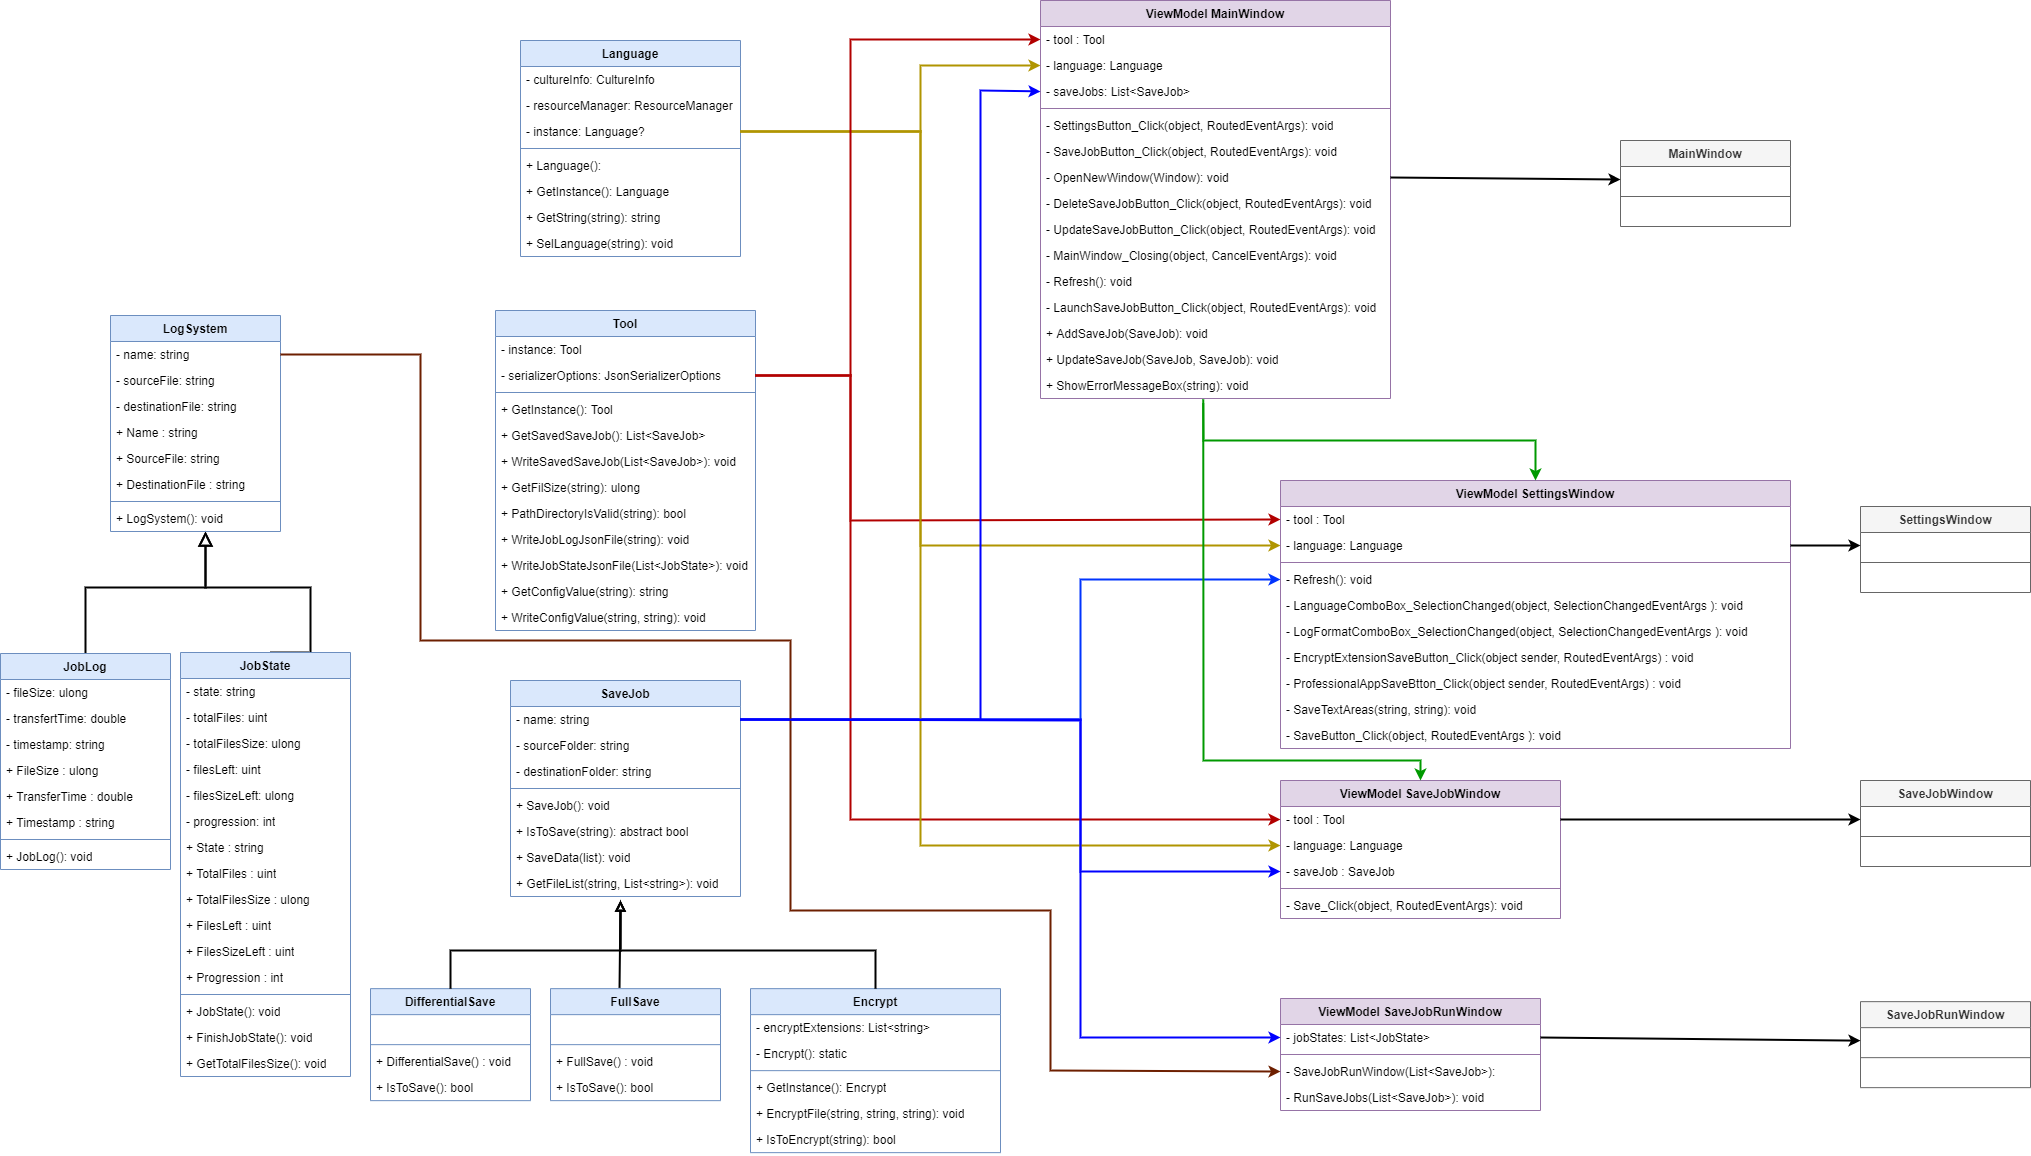 ViewModel MainWindow
- tool : Tool
- language: Language
- saveJobs: List<SaveJob>
- SettingsButton_Click(object, RoutedEventArgs): void
- SaveJobButton_Click(object, RoutedEventArgs): void
- OpenNewWindow(Window): void
- DeleteSaveJobButton_Click(object, RoutedEventArgs): void
- UpdateSaveJobButton_Click(object, RoutedEventArgs): void
- MainWindow_Closing(object, CancelEventArgs): void
- Refresh(): void
- LaunchSaveJobButton_Click(object, RoutedEventArgs): void
+ AddSaveJob(SaveJob): void
+ UpdateSaveJob(SaveJob, SaveJob): void
+ ShowErrorMessageBox(string): void
Language
- cultureInfo: CultureInfo
- resourceManager: ResourceManager
- instance: Language?
+ Language():
+ GetInstance(): Language
+ GetString(string): string
+ SelLanguage(string): void
MainWindow
LogSystem
- name: string
- sourceFile: string
- destinationFile: string
+ Name : string
+ SourceFile: string
+ DestinationFile : string
+ LogSystem(): void
Tool
- instance: Tool
- serializerOptions: JsonSerializerOptions
+ GetInstance(): Tool
+ GetSavedSaveJob(): List<SaveJob>
+ WriteSavedSaveJob(List<SaveJob>): void
+ GetFilSize(string): ulong
+ PathDirectoryIsValid(string): bool
+ WriteJobLogJsonFile(string): void
+ WriteJobStateJsonFile(List<JobState>): void
+ GetConfigValue(string): string
+ WriteConfigValue(string, string): void
ViewModel SettingsWindow
- tool : Tool
- language: Language
- Refresh(): void
- LanguageComboBox_SelectionChanged(object, SelectionChangedEventArgs ): void
- LogFormatComboBox_SelectionChanged(object, SelectionChangedEventArgs ): void
- EncryptExtensionSaveButton_Click(object sender, RoutedEventArgs) : void
- ProfessionalAppSaveBtton_Click(object sender, RoutedEventArgs) : void
- SaveTextAreas(string, string): void
- SaveButton_Click(object, RoutedEventArgs ): void
SettingsWindow
JobLog
- fileSize: ulong
- transfertTime: double
- timestamp: string
+ FileSize : ulong
+ TransferTime : double
+ Timestamp : string
+ JobLog(): void
JobState
- state: string
- totalFiles: uint
- totalFilesSize: ulong
- filesLeft: uint
- filesSizeLeft: ulong
- progression: int
+ State : string
+ TotalFiles : uint
+ TotalFilesSize : ulong
+ FilesLeft : uint
+ FilesSizeLeft : uint
+ Progression : int
+ JobState(): void
+ FinishJobState(): void
+ GetTotalFilesSize(): void
SaveJob
- name: string
- sourceFolder: string
- destinationFolder: string
+ SaveJob(): void
+ IsToSave(string): abstract bool
+ SaveData(list): void
+ GetFileList(string, List<string>): void
ViewModel SaveJobWindow
- tool : Tool
- language: Language
- saveJob : SaveJob
- Save_Click(object, RoutedEventArgs): void
SaveJobWindow
DifferentialSave
+ DifferentialSave() : void
+ IsToSave(): bool
FullSave
+ FullSave() : void
+ IsToSave(): bool
Encrypt
- encryptExtensions: List<string>
- Encrypt(): static
+ GetInstance(): Encrypt
+ EncryptFile(string, string, string): void
+ IsToEncrypt(string): bool
ViewModel SaveJobRunWindow
- jobStates: List<JobState>
- SaveJobRunWindow(List<SaveJob>):
- RunSaveJobs(List<SaveJob>): void
SaveJobRunWindow